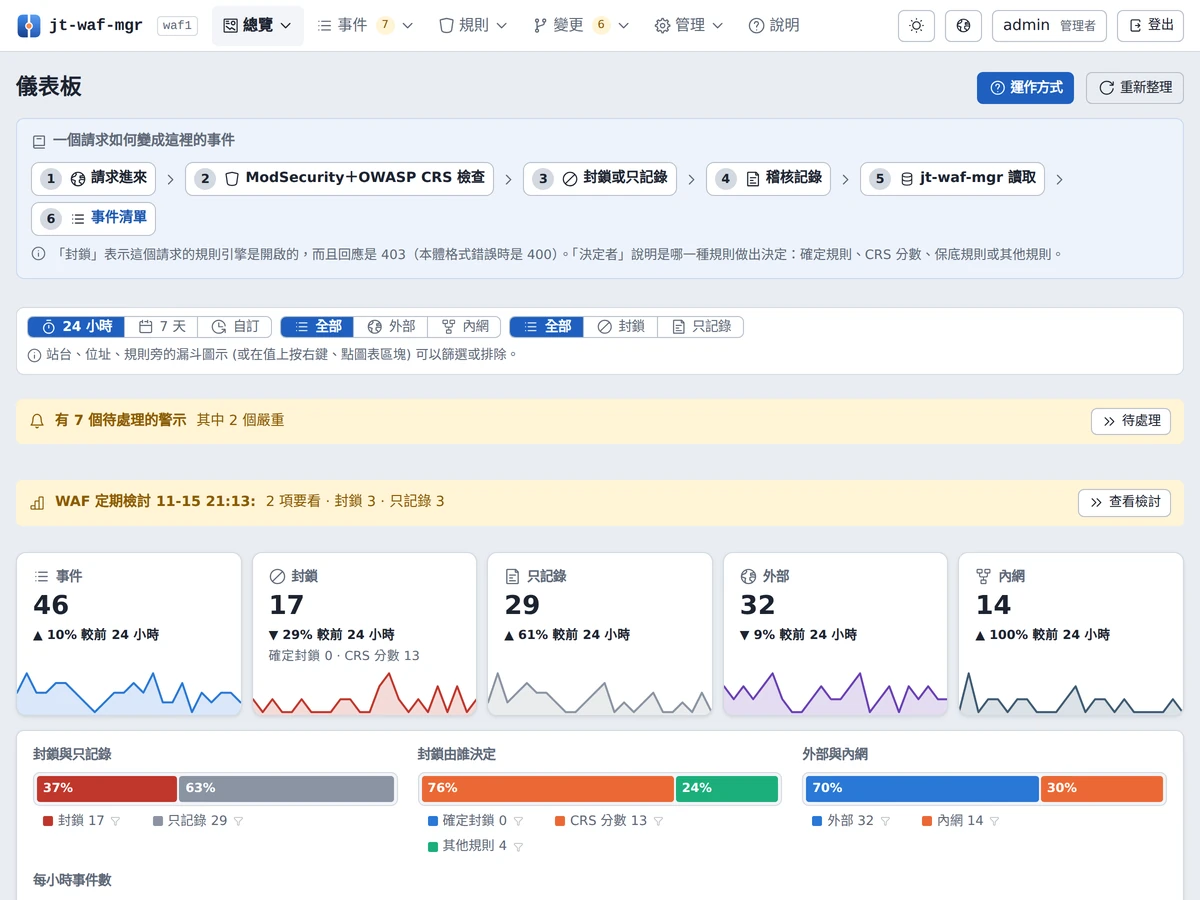 jt-waf-mgr waf1 總覽 事件 7 規則 變更 6 管理 說明 admin 管理者 登出
儀表板 運作方式 重新整理
一個請求如何變成這裡的事件
1 請求進來 2 ModSecurity＋OWASP CRS 檢查 3 封鎖或只記錄 4 稽核記錄 5 jt-waf-mgr 讀取
6 事件清單
「封鎖」表示這個請求的規則引擎是開啟的，而且回應是 403（本體格式錯誤時是 400）。「決定者」說明是哪一種規則做出決定：確定規則、CRS 分數、保底規則或其他規則。
24 小時 7 天 自訂 全部 外部 內網 全部 封鎖 只記錄
站台、位址、規則旁的漏斗圖示 (或在值上按右鍵、點圖表區塊) 可以篩選或排除。
有 7 個待處理的警示 其中 2 個嚴重 待處理
WAF 定期檢討 11-15 21:13: 2 項要看 · 封鎖 3 · 只記錄 3 查看檢討
事件 封鎖 只記錄 外部 內網
46 17 29 32 14
▲ 10% 較前 24 小時 ▼ 29% 較前 24 小時 ▲ 61% 較前 24 小時 ▼ 9% 較前 24 小時 ▲ 100% 較前 24 小時
確定封鎖 0 · CRS 分數 13
封鎖與只記錄 封鎖由誰決定 外部與內網
37% 63% 76% 24% 70% 30%
封鎖 17 只記錄 29 確定封鎖 0 CRS 分數 13 外部 32 內網 14
其他規則 4
每小時事件數